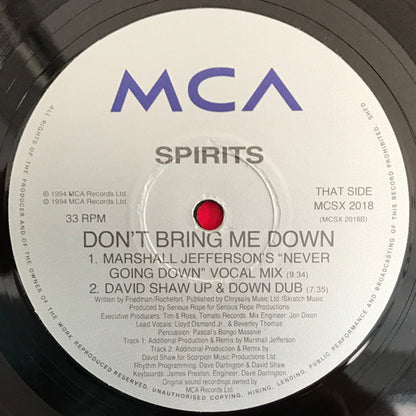 MCA
SPIRITS
℗ 1994 MCA Records Ltd.
© 1994 MCA Records Ltd.
33 RPM
THAT SIDE
MCSX 2018
(MCSX 2018B)
DON'T BRING ME DOWN
1. MARSHALL JEFFERSON'S "NEVER
GOING DOWN" VOCAL MIX (9.34)
2. DAVID SHAW UP & DOWN DUB (7.35)
Written by Friedman/Rochefort. Published by Chrysalis Music Ltd./Skratch Music
Produced by Serious Rope for Serious Rope Productions
Executive Producers: Tim & Ross, Tomato Records. Mix Engineer: Jon Dixon
Lead Vocals: Lloyd Osmond Jr., & Beverley Thomas
Percussion: Pascal's Bongo Massive
Track 1: Additional Production & Remix by Marshall Jefferson
Track 2: Additional Production & Remix by
David Shaw for Scorpion Music Productions Ltd.
Rhythm Programming: Dave Darlington & David Shaw
Keyboards: James Preston. Engineer: Dave Darlington
Original sound recordings owned by
MCA Records Ltd.
ALL RIGHTS OF THE PRODUCER AND OF THE OWNER OF THE WORK REPRODUCED RESERVED. UNAUTHORISED COPYING, HIRING, LENDING, PUBLIC PERFORMANCE AND BROADCASTING OF THIS RECORD PROHIBITED.